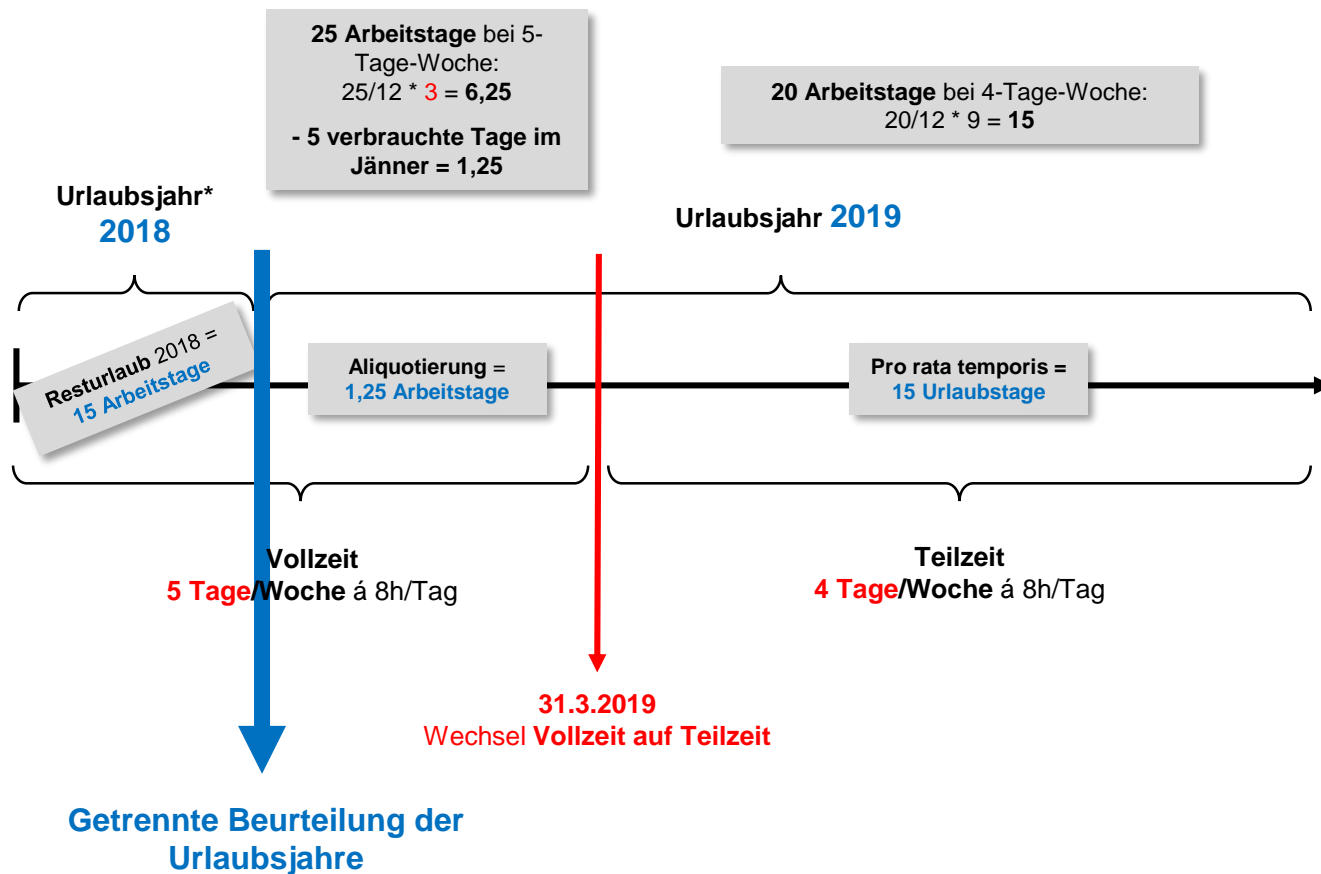 25 Arbeitstage bei 5-
Tage-Woche:
25/12 * 3 = 6,25
- 5 verbrauchte Tage im
Jänner = 1,25
20 Arbeitstage bei 4-Tage-Woche:
20/12 * 9 = 15
Urlaubsjahr*
2018
Urlaubsjahr 2019
Resturlaub 2018 =
15 Arbeitstage
Aliquotierung =
1,25 Arbeitstage
Pro rata temporis =
15 Urlaubstage
Vollzeit
5 Tage/Woche á 8h/Tag
Teilzeit
4 Tage/Woche á 8h/Tag
31.3.2019
Wechsel Vollzeit auf Teilzeit
Getrennte Beurteilung der
Urlaubsjahre